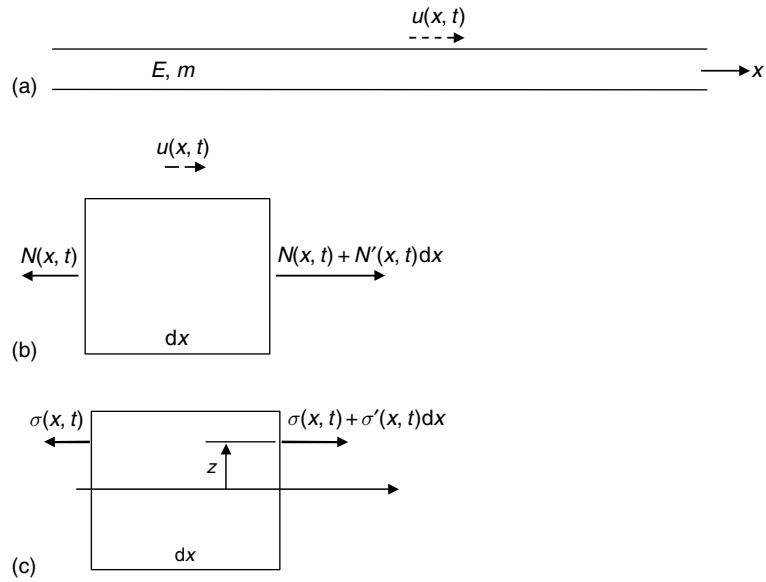 u(x, t)
E, m
x
(a)
u(x, t)
N(x, t)
N(x, t) + N′(x, t)dx
dx
(b)
σ(x, t)
σ(x, t) + σ′(x, t)dx
z
dx
(c)